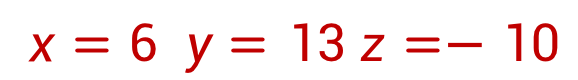 x = 6 y = 13 z =− 10